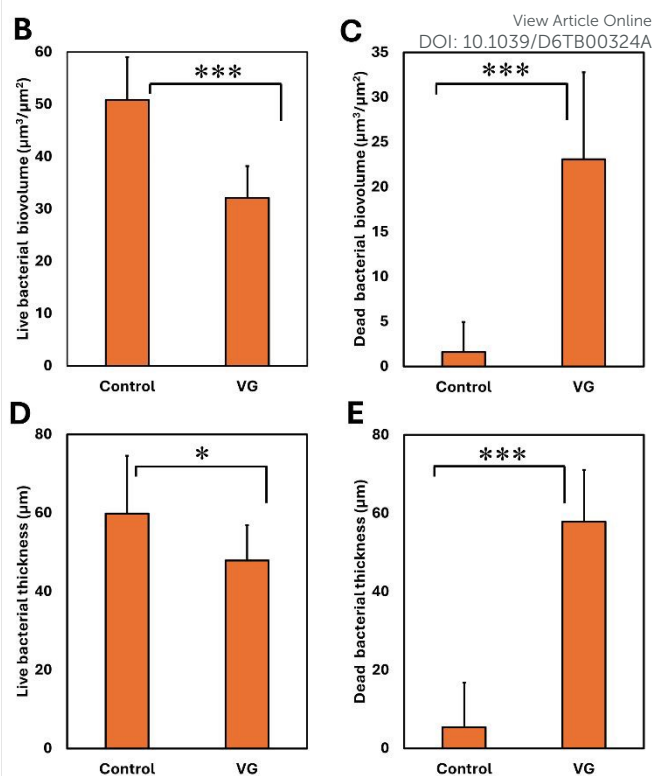 View Article Online
DOI: 10.1039/D6TB00324A
B
Live bacterial biovolume (µm³/µm²)
60
50
40
30
20
10
0
***
Control VG
C
Dead bacterial biovolume (µm³/µm²)
35
30
25
20
15
10
5
0
***
Control VG
D
Live bacterial thickness (µm)
80
60
40
20
0
*
Control VG
E
Dead bacterial thickness (µm)
80
60
40
20
0
***
Control VG